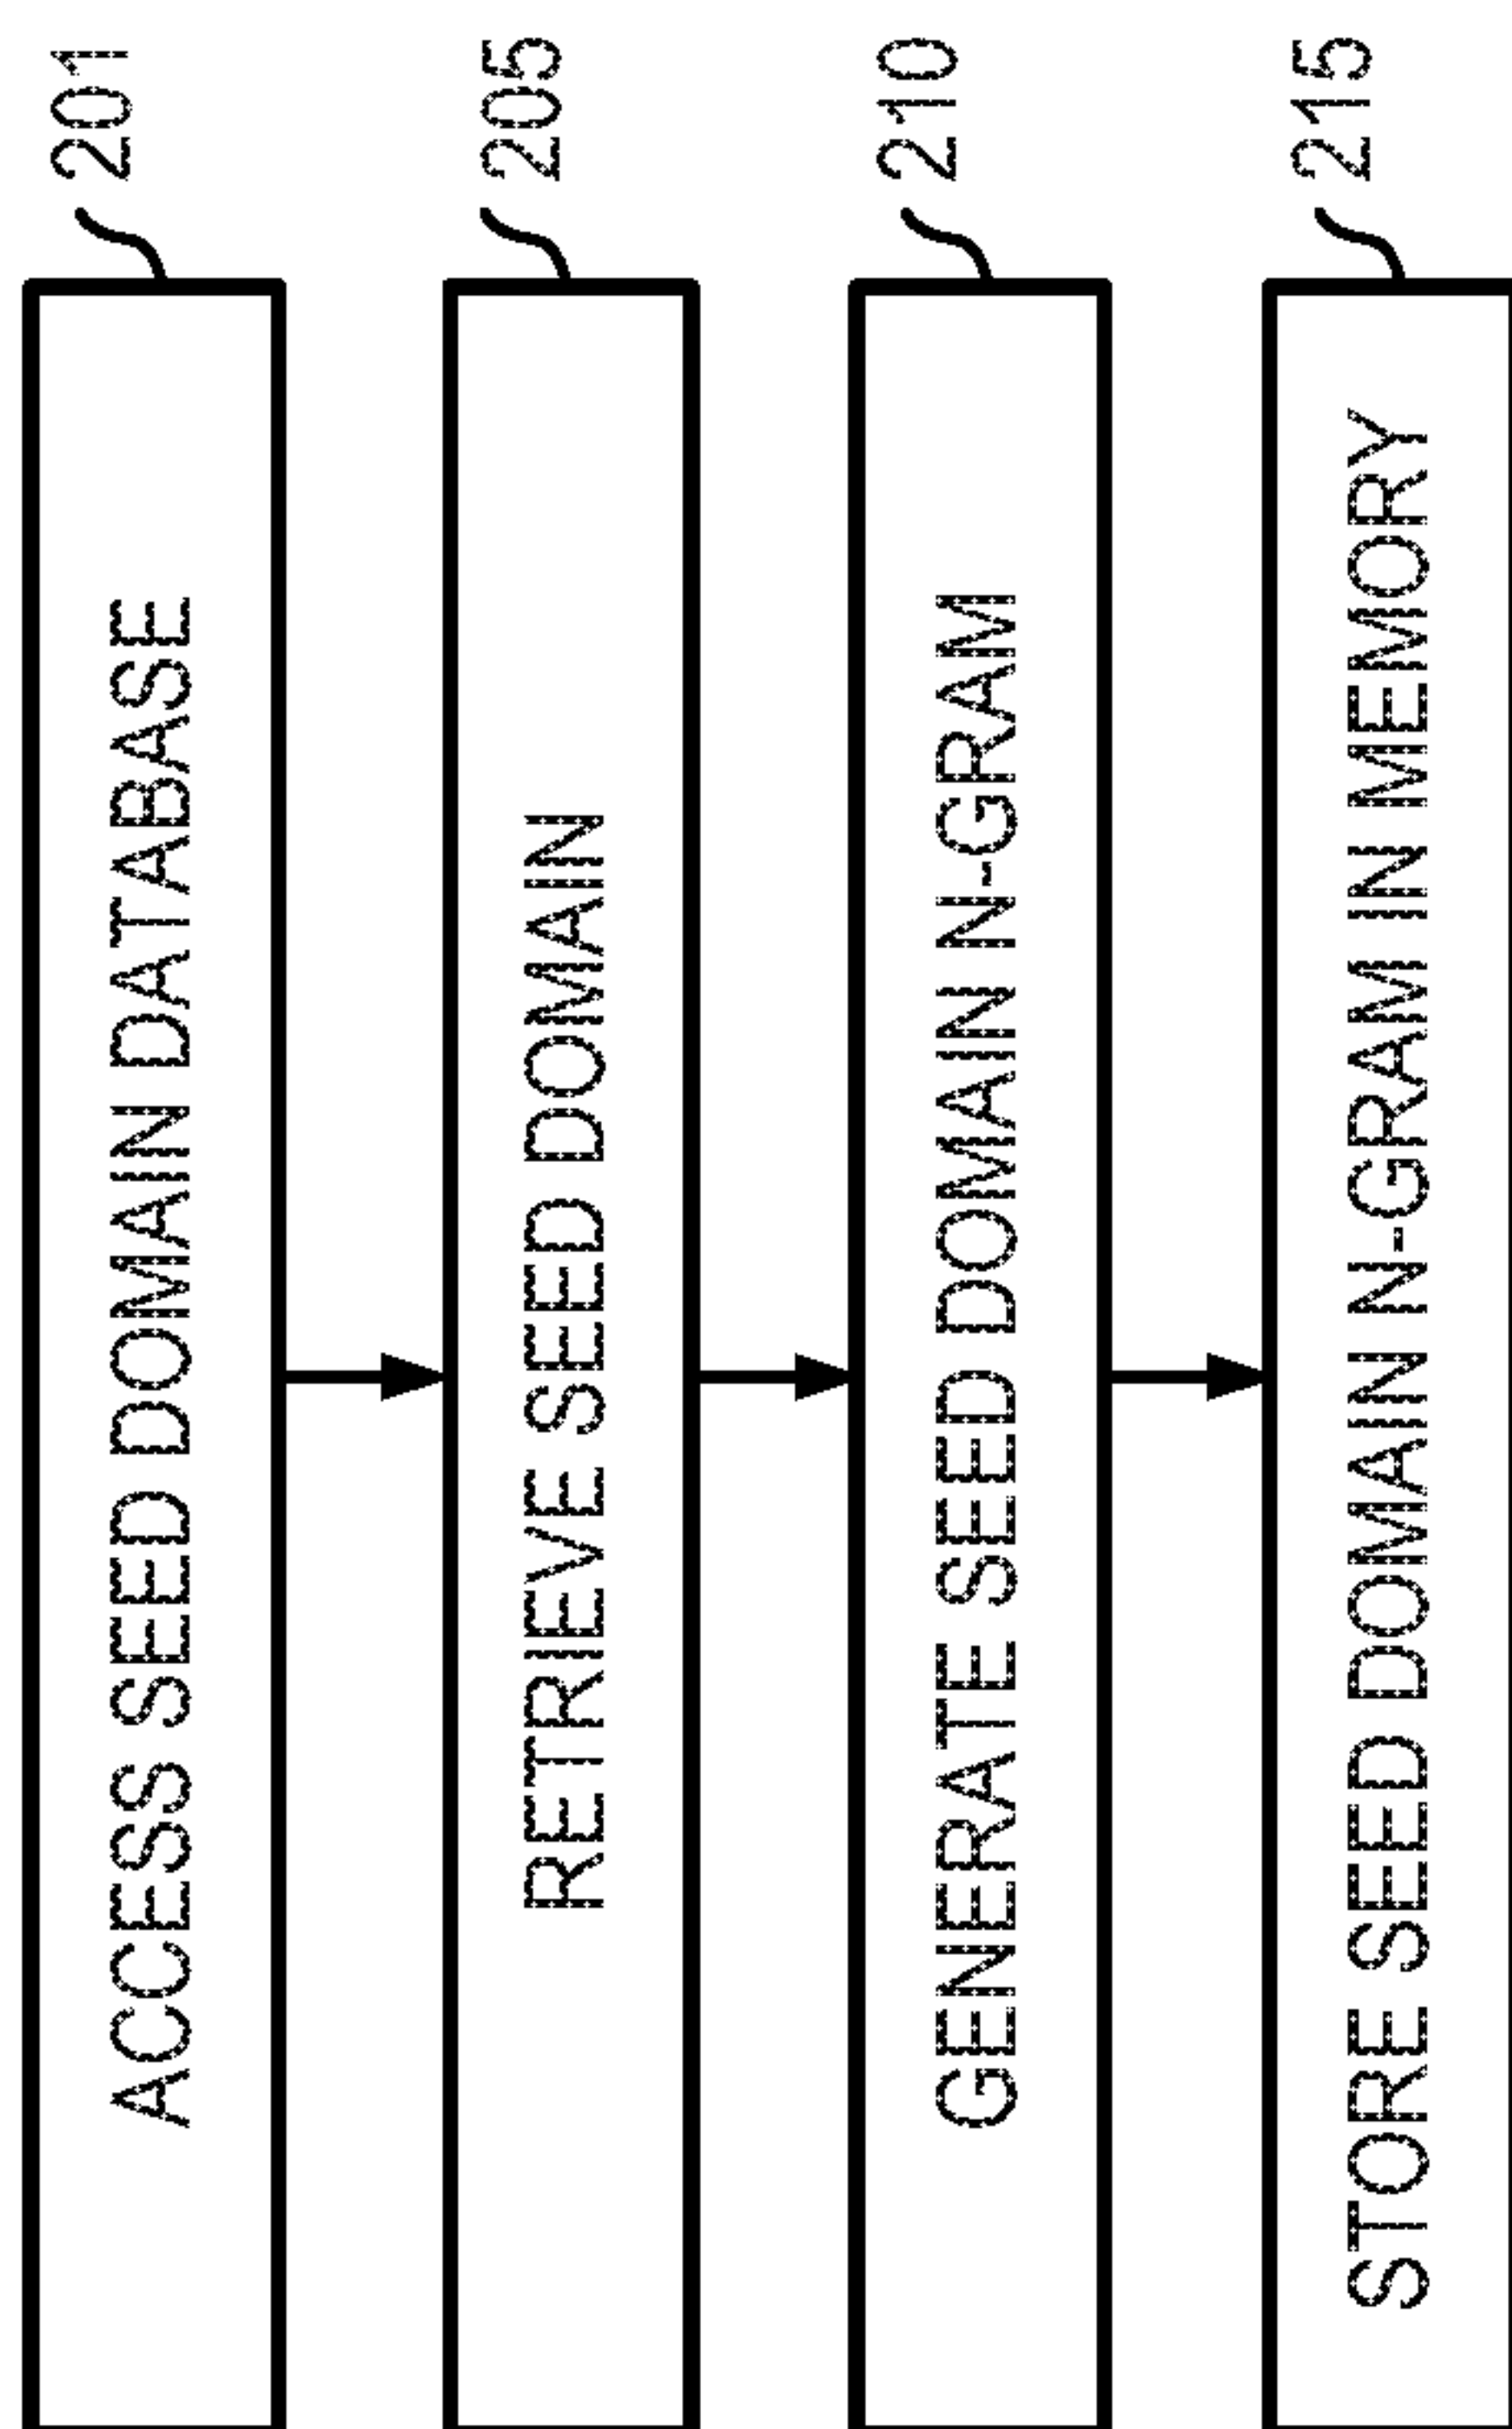 ACCESS SEED DOMAIN DATABASE
201
RETRIEVE SEED DOMAIN
205
GENERATE SEED DOMAIN N-GRAM
210
STORE SEED DOMAIN N-GRAM IN MEMORY
215